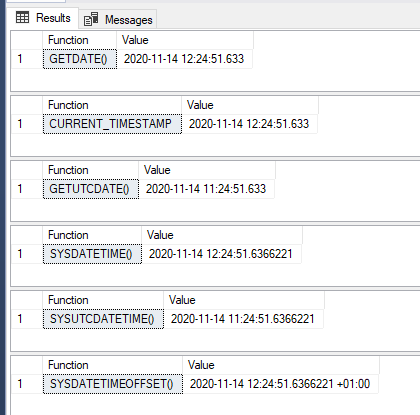 Results Messages
Function Value
1 GETDATE() 2020-11-14 12:24:51.633
Function Value
1 CURRENT_TIMESTAMP 2020-11-14 12:24:51.633
Function Value
1 GETUTCDATE() 2020-11-14 11:24:51.633
Function Value
1 SYSDATETIME() 2020-11-14 12:24:51.6366221
Function Value
1 SYSUTCDATETIME() 2020-11-14 11:24:51.6366221
Function Value
1 SYSDATETIMEOFFSET() 2020-11-14 12:24:51.6366221 +01:00